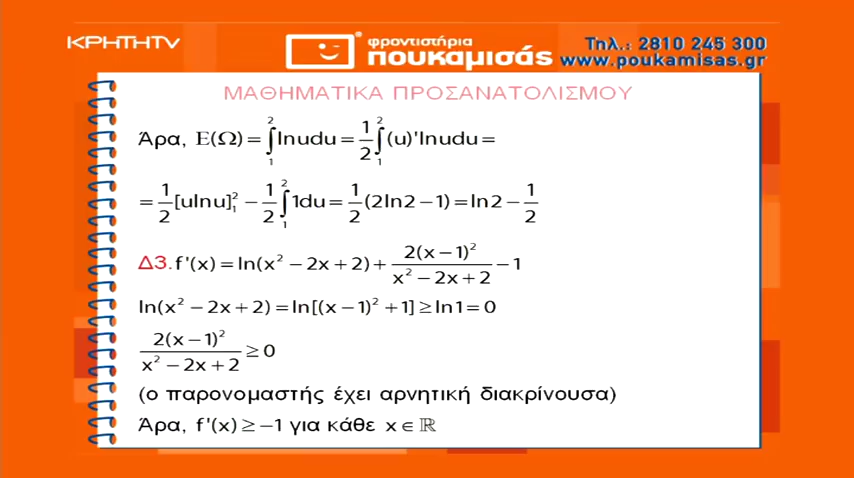 ΚΡΗΤΗTV
φροντιστήρια
πουκαμισάς
Τηλ.: 2810 245 300
www.poukamisas.gr
ΜΑΘΗΜΑΤΙΚΑ ΠΡΟΣΑΝΑΤΟΛΙΣΜΟΥ
Άρα, Ε(Ω) = ∫₁² lnudu = 1/2 ∫₁² (u)'lnudu =
= 1/2 [ulnu]₁² − 1/2 ∫₁² 1du = 1/2 (2ln2 − 1) = ln2 − 1/2
Δ3. f'(x) = ln(x² − 2x + 2) + 2(x − 1)²/(x² − 2x + 2) − 1
ln(x² − 2x + 2) = ln[(x − 1)² + 1] ≥ ln1 = 0
2(x − 1)²/(x² − 2x + 2) ≥ 0
(ο παρονομαστής έχει αρνητική διακρίνουσα)
Άρα, f'(x) ≥ −1 για κάθε x ∈ ℝ